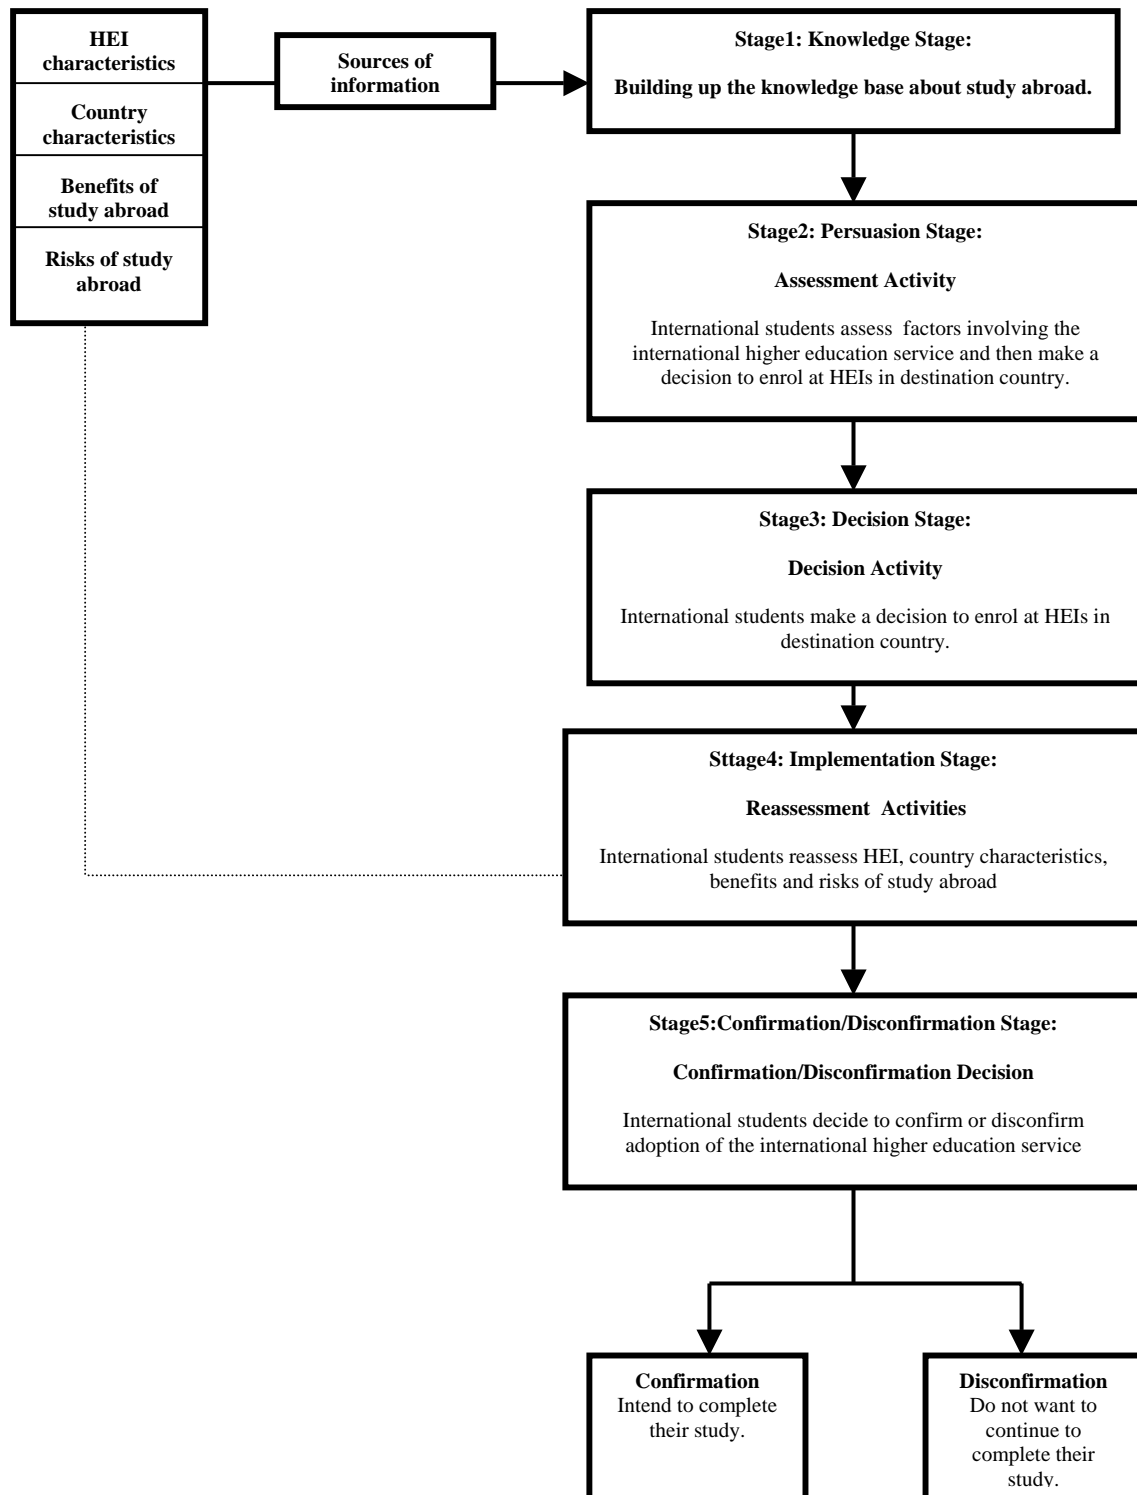 HEI
characteristics
Country
characteristics
Benefits of
study abroad
Risks of study
abroad
Sources of
information
Stage1: Knowledge Stage:
Building up the knowledge base about study abroad.
Stage2: Persuasion Stage:
Assessment Activity
International students assess factors involving the
international higher education service and then make a
decision to enrol at HEIs in destination country.
Stage3: Decision Stage:
Decision Activity
International students make a decision to enrol at HEIs in
destination country.
Sttage4: Implementation Stage:
Reassessment Activities
International students reassess HEI, country characteristics,
benefits and risks of study abroad
Stage5:Confirmation/Disconfirmation Stage:
Confirmation/Disconfirmation Decision
International students decide to confirm or disconfirm
adoption of the international higher education service
Confirmation
Intend to complete
their study.
Disconfirmation
Do not want to
continue to
complete their
study.